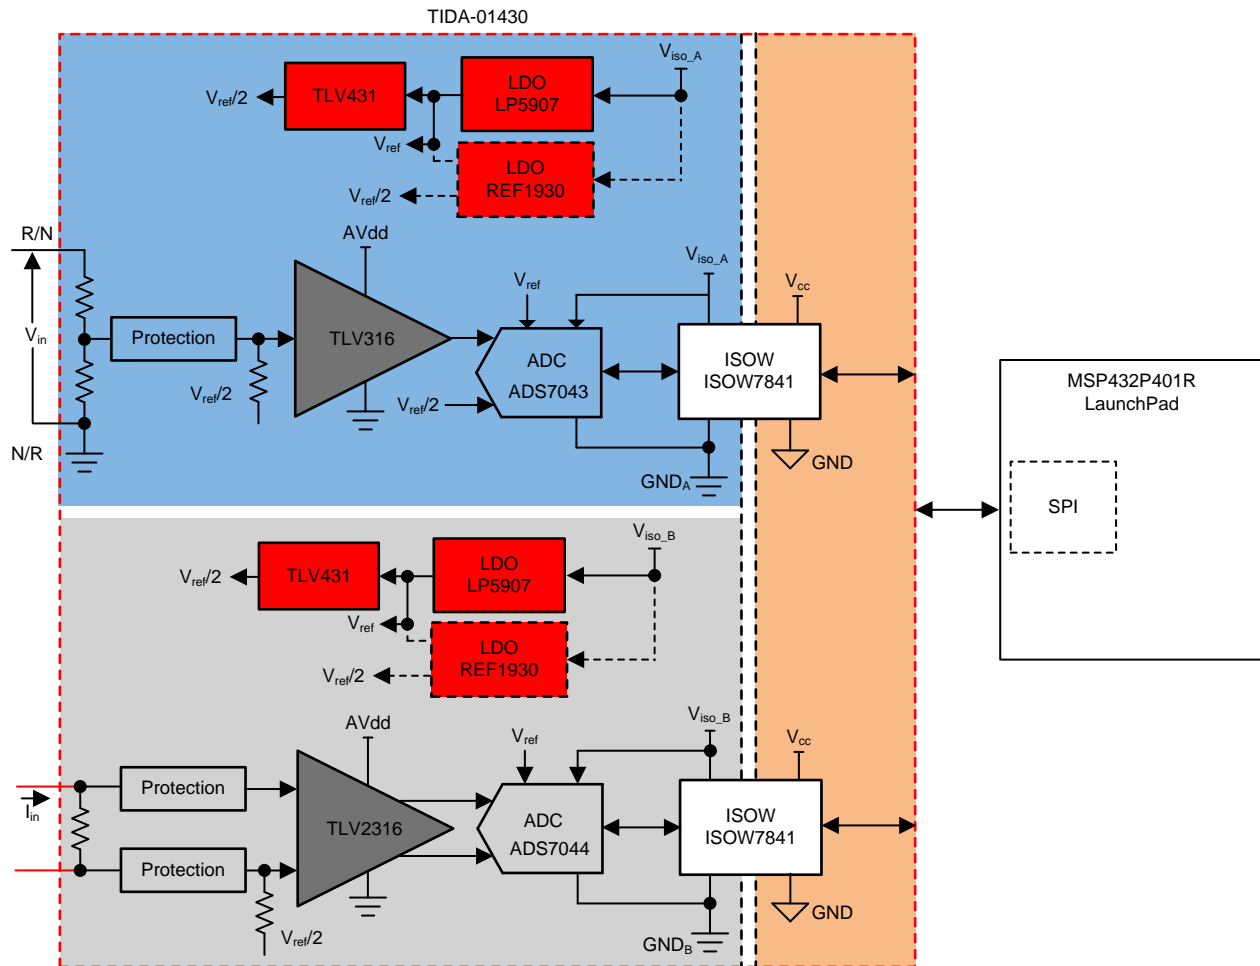 TIDA-01430
Viso_A
TLV431
LDO
LP5907
Vref/2
Vref
LDO
REF1930
Vref/2
R/N
AVdd
Viso_A
Vref
Vcc
Vin
Protection
TLV316
ADC
ADS7043
ISOW
ISOW7841
MSP432P401R
LaunchPad
Vref/2
Vref/2
N/R
GNDA
GND
SPI
Viso_B
TLV431
LDO
LP5907
Vref/2
Vref
LDO
REF1930
Vref/2
AVdd
Vref
Viso_B
Vcc
Protection
Iin
TLV2316
ADC
ADS7044
ISOW
ISOW7841
Protection
Vref/2
GNDB
GND